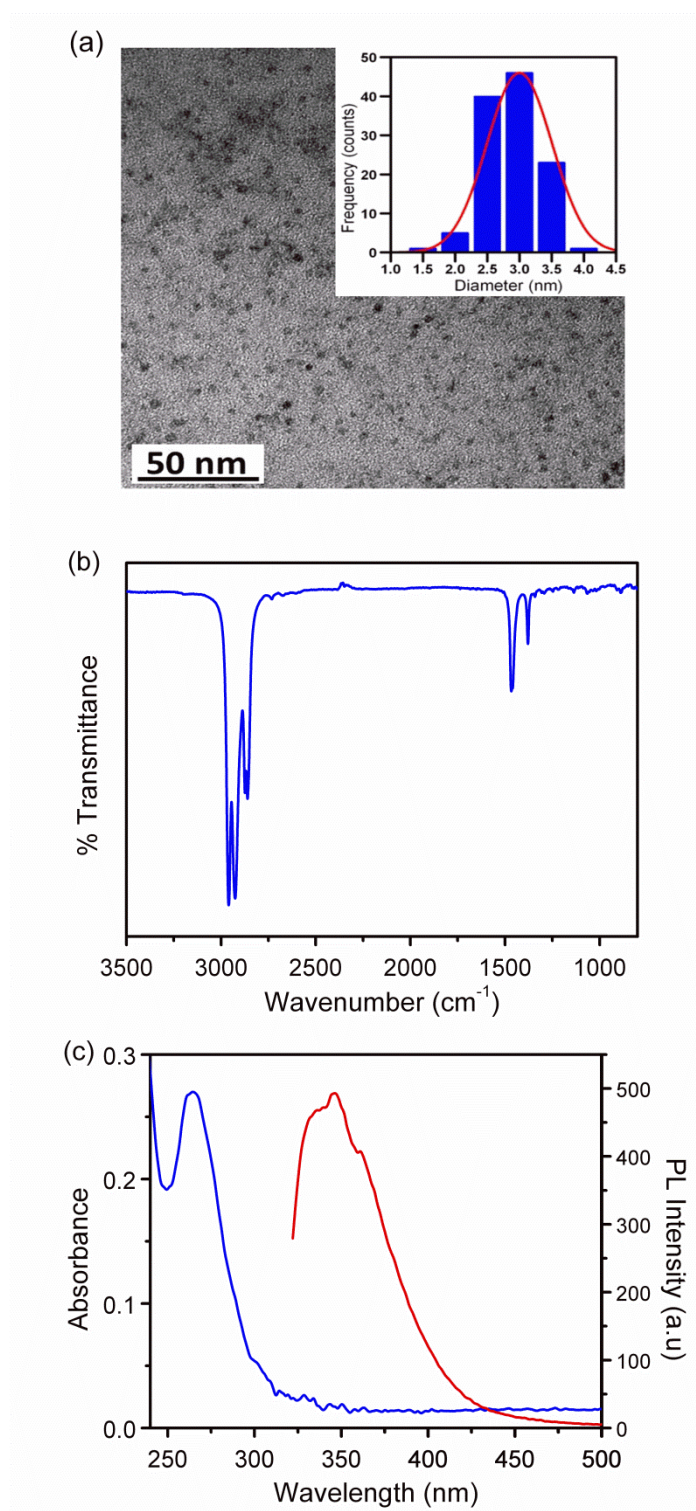 (a)
50
40
30
20
10
0
Frequency (counts)
1.0 1.5 2.0 2.5 3.0 3.5 4.0 4.5
Diameter (nm)
50 nm
(b)
% Transmittance
3500 3000 2500 2000 1500 1000
Wavenumber (cm⁻¹)
(c)
0.3
0.2
0.1
0.0
Absorbance
500
400
300
200
100
0
PL Intensity (a.u)
250 300 350 400 450 500
Wavelength (nm)